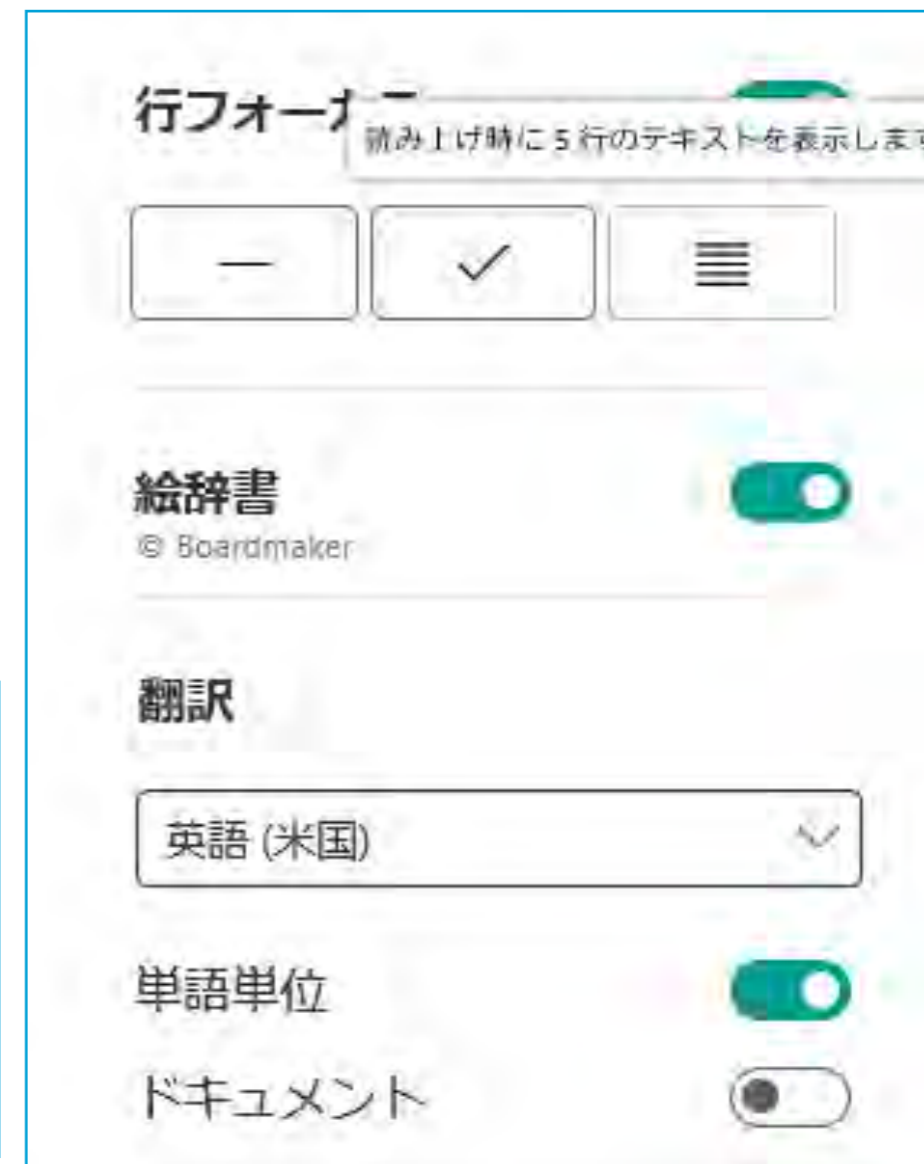 行フォーカス
読み上げ時に 5 行のテキストを表示します
絵辞書
© Boardmaker
翻訳
英語 (米国)
単語単位
ドキュメント